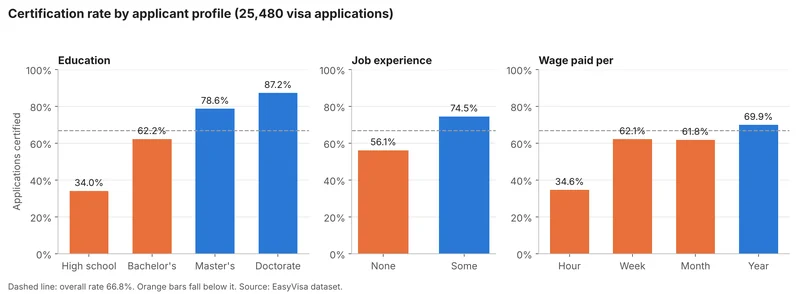 Certification rate by applicant profile (25,480 visa applications)
Education
Applications certified
100%
80%
60%
40%
20%
0%
34.0%
62.2%
78.6%
87.2%
High school
Bachelor's
Master's
Doctorate
Job experience
100%
80%
60%
40%
20%
0%
56.1%
74.5%
None
Some
Wage paid per
100%
80%
60%
40%
20%
0%
34.6%
62.1%
61.8%
69.9%
Hour
Week
Month
Year
Dashed line: overall rate 66.8%. Orange bars fall below it. Source: EasyVisa dataset.